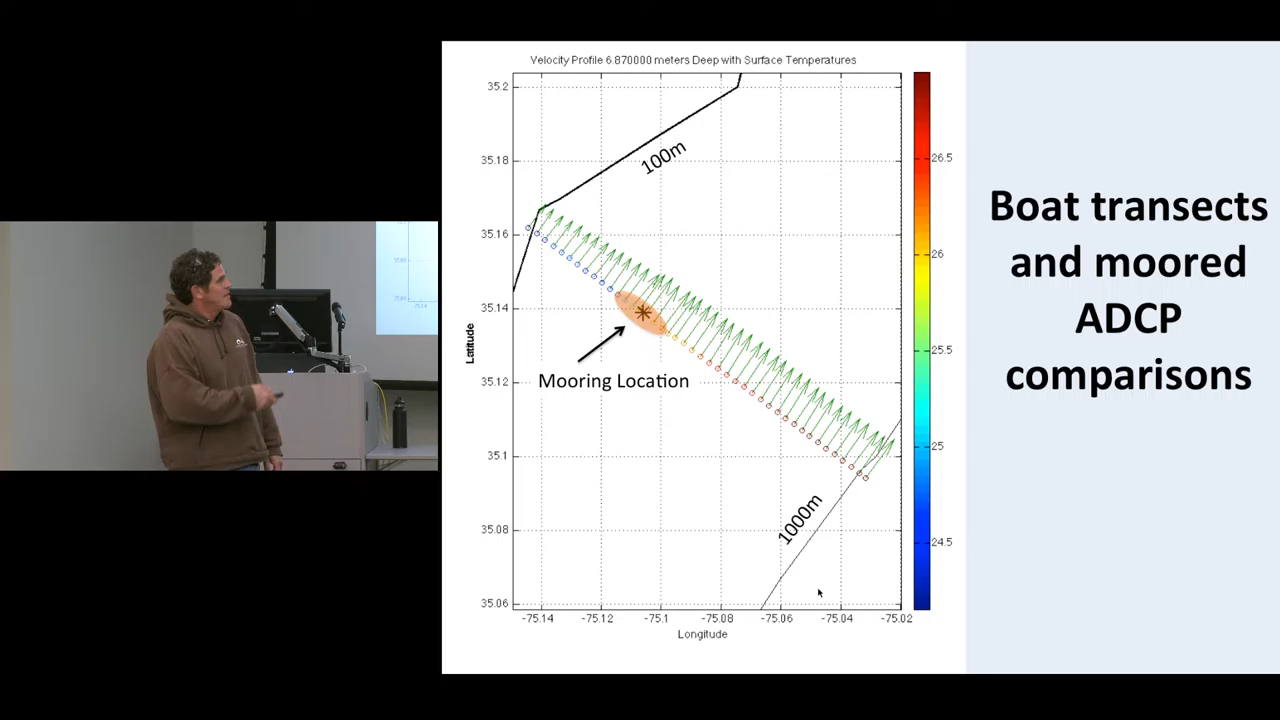 Velocity Profile 6.870000 meters Deep with Surface Temperatures
35.2
35.18
35.16
35.14
35.12
35.1
35.08
35.06
Latitude
100m
Mooring Location
1000m
-75.14
-75.12
-75.1
-75.08
-75.06
-75.04
-75.02
Longitude
26.5
26
25.5
25
24.5
Boat transects
and moored
ADCP
comparisons